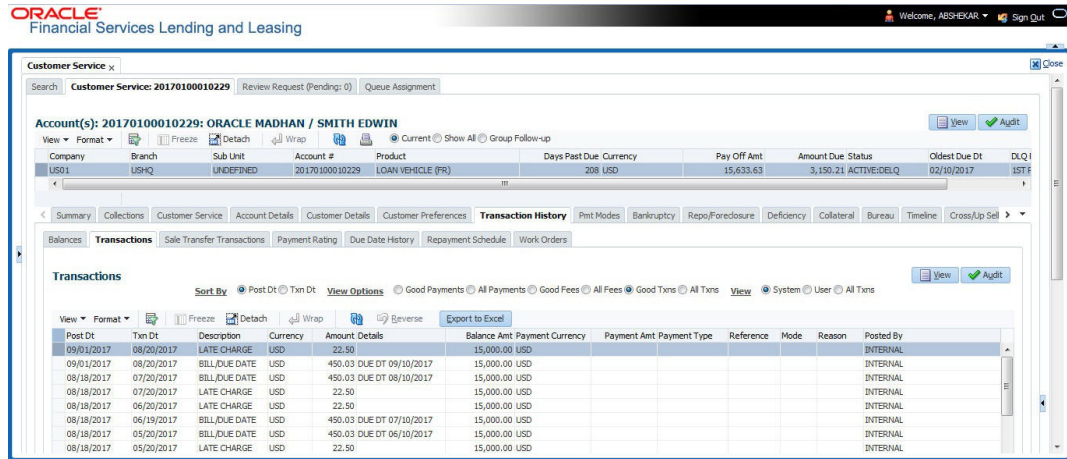 ORACLE
Financial Services Lending and Leasing
Welcome, ABSHEKAR Sign Out
Customer Service x
Close
Search Customer Service: 20170100010229 Review Request (Pending: 0) Queue Assignment
Account(s): 20170100010229: ORACLE MADHAN / SMITH EDWIN
View Audit
View Format Freeze Detach Wrap Current Show All Group Follow-up
Company Branch Sub Unit Account # Product Days Past Due Currency Pay Off Amt Amount Due Status Oldest Due Dt DLQ
US01 USHQ UNDEFINED 20170100010229 LOAN VEHICLE (FR) 208 USD 15,633.63 3,150.21 ACTIVE:DELQ 02/10/2017 1ST
Summary Collections Customer Service Account Details Customer Details Customer Preferences Transaction History Pmt Modes Bankruptcy Repo/Foreclosure Deficiency Collateral Bureau Timeline Cross/Up Sell
Balances Transactions Sale Transfer Transactions Payment Rating Due Date History Repayment Schedule Work Orders
Transactions
View Audit
Sort By Post Dt Txn Dt View Options Good Payments All Payments Good Fees All Fees Good Txns All Txns View System User All Txns
View Format Freeze Detach Wrap Reverse Export to Excel
Post Dt Txn Dt Description Currency Amount Details Balance Amt Payment Currency Payment Amt Payment Type Reference Mode Reason Posted By
09/01/2017 08/20/2017 LATE CHARGE USD 22.50 15,000.00 USD INTERNAL
09/01/2017 08/20/2017 BILL/DUE DATE USD 450.03 DUE DT 09/10/2017 15,000.00 USD INTERNAL
08/18/2017 07/20/2017 BILL/DUE DATE USD 450.03 DUE DT 08/10/2017 15,000.00 USD INTERNAL
08/18/2017 07/20/2017 LATE CHARGE USD 22.50 15,000.00 USD INTERNAL
08/18/2017 06/20/2017 LATE CHARGE USD 22.50 15,000.00 USD INTERNAL
08/18/2017 06/19/2017 BILL/DUE DATE USD 450.03 DUE DT 07/10/2017 15,000.00 USD INTERNAL
08/18/2017 05/20/2017 BILL/DUE DATE USD 450.03 DUE DT 06/10/2017 15,000.00 USD INTERNAL
08/18/2017 05/20/2017 LATE CHARGE USD 22.50 15,000.00 USD INTERNAL